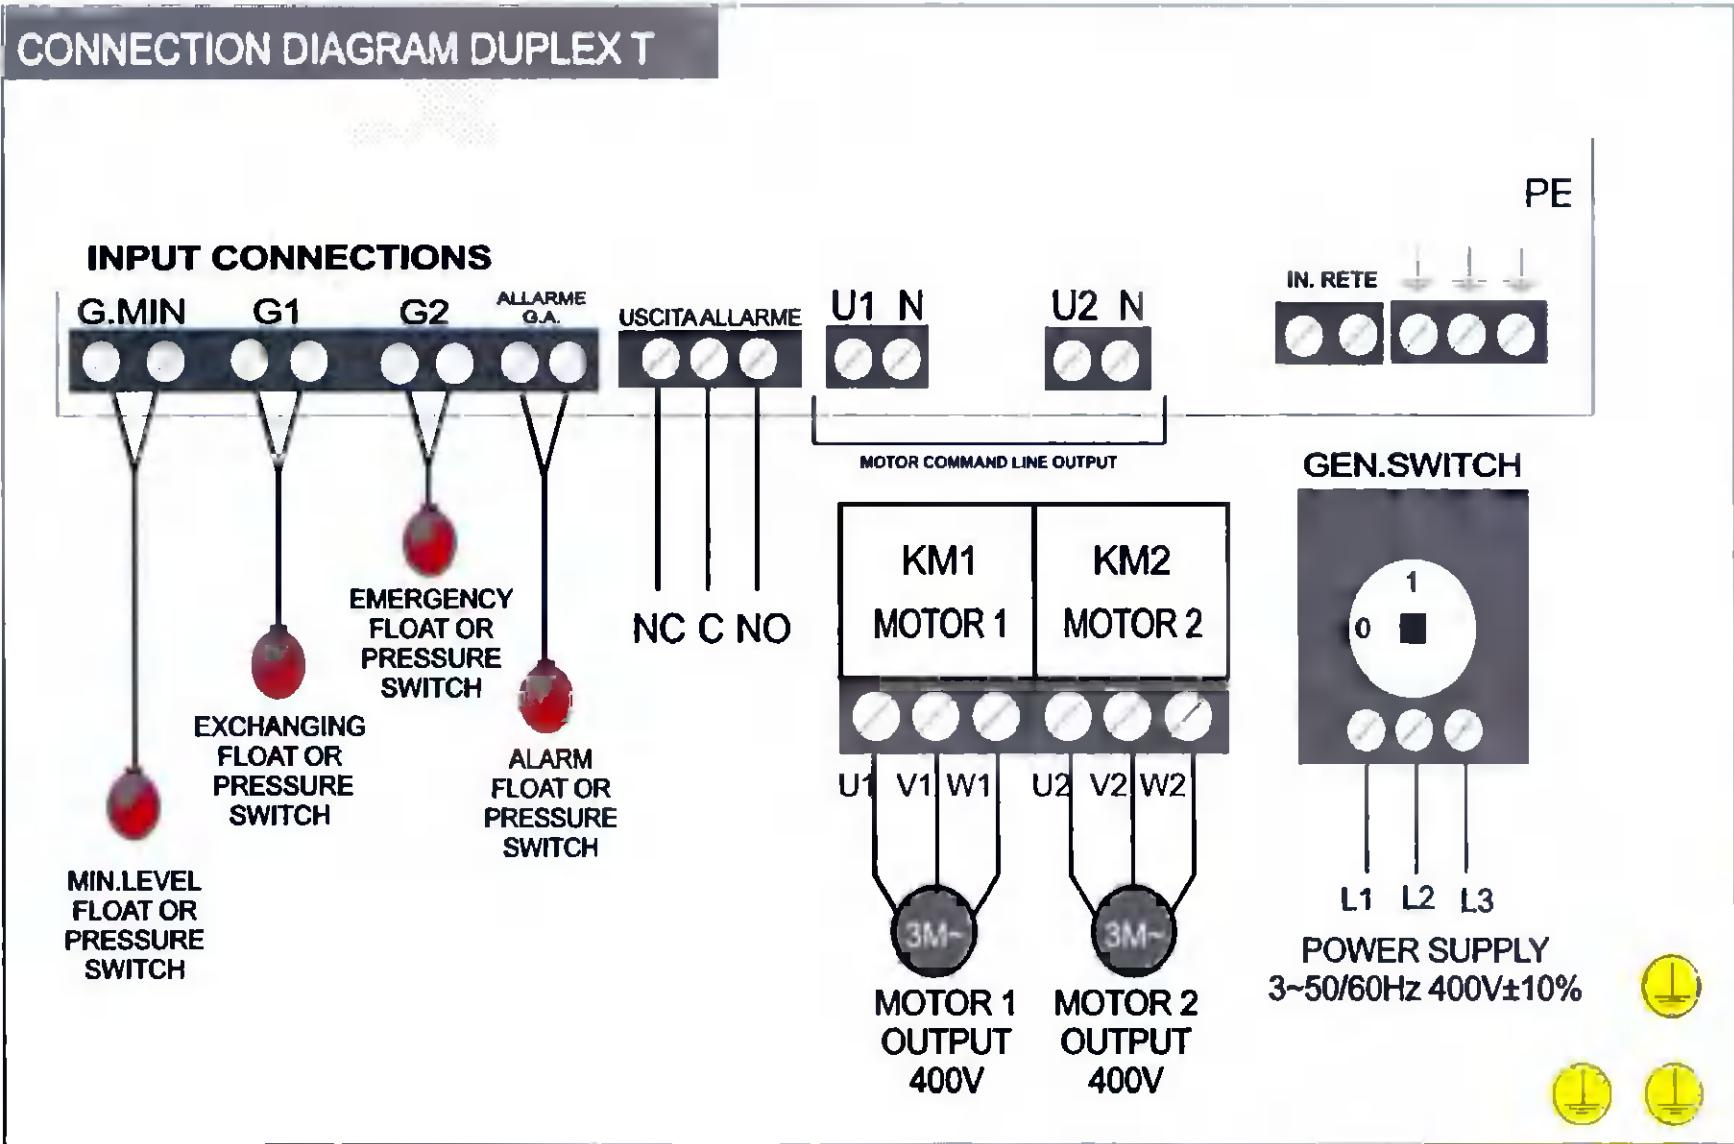 CONNECTION DIAGRAM DUPLEX T
PE
INPUT CONNECTIONS
G.MIN G1 G2 ALLARME
G.A.
USCITA ALLARME
U1 N
U2 N
IN. RETE
MOTOR COMMAND LINE OUTPUT
GEN.SWITCH
KM1
MOTOR 1
KM2
MOTOR 2
1
0
NC C NO
EMERGENCY
FLOAT OR
PRESSURE
SWITCH
EXCHANGING
FLOAT OR
PRESSURE
SWITCH
ALARM
FLOAT OR
PRESSURE
SWITCH
MIN.LEVEL
FLOAT OR
PRESSURE
SWITCH
U1 V1 W1 U2 V2 W2
3M~ 3M~
MOTOR 1
OUTPUT
400V
MOTOR 2
OUTPUT
400V
L1 L2 L3
POWER SUPPLY
3~50/60Hz 400V±10%